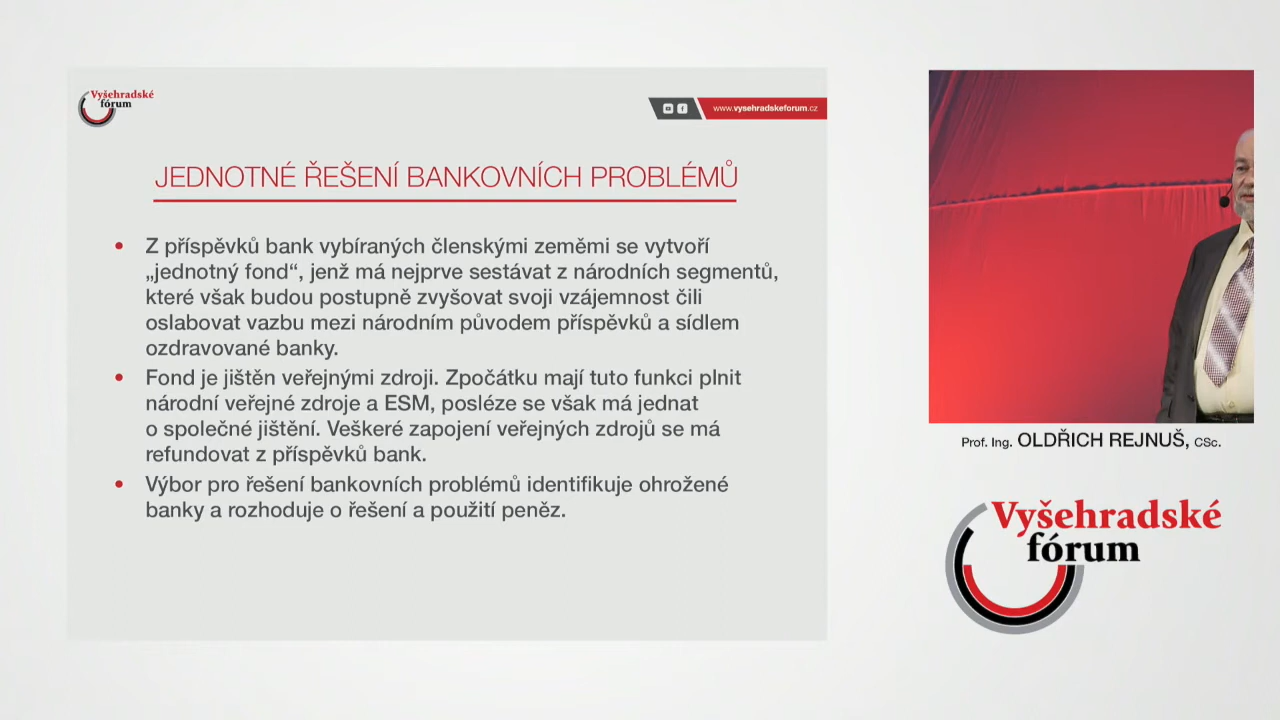 Vyšehradské
fórum
www.vysehradskeforum.cz
JEDNOTNÉ ŘEŠENÍ BANKOVNÍCH PROBLÉMŮ
• Z příspěvků bank vybíraných členskými zeměmi se vytvoří
„jednotný fond“, jenž má nejprve sestávat z národních segmentů,
které však budou postupně zvyšovat svoji vzájemnost čili
oslabovat vazbu mezi národním původem příspěvků a sídlem
ozdravované banky.
• Fond je jištěn veřejnými zdroji. Zpočátku mají tuto funkci plnit
národní veřejné zdroje a ESM, posléze se však má jednat
o společné jištění. Veškeré zapojení veřejných zdrojů se má
refundovat z příspěvků bank.
• Výbor pro řešení bankovních problémů identifikuje ohrožené
banky a rozhoduje o řešení a použití peněz.
Prof. Ing. OLDŘICH REJNUŠ, CSc.
Vyšehradské
fórum